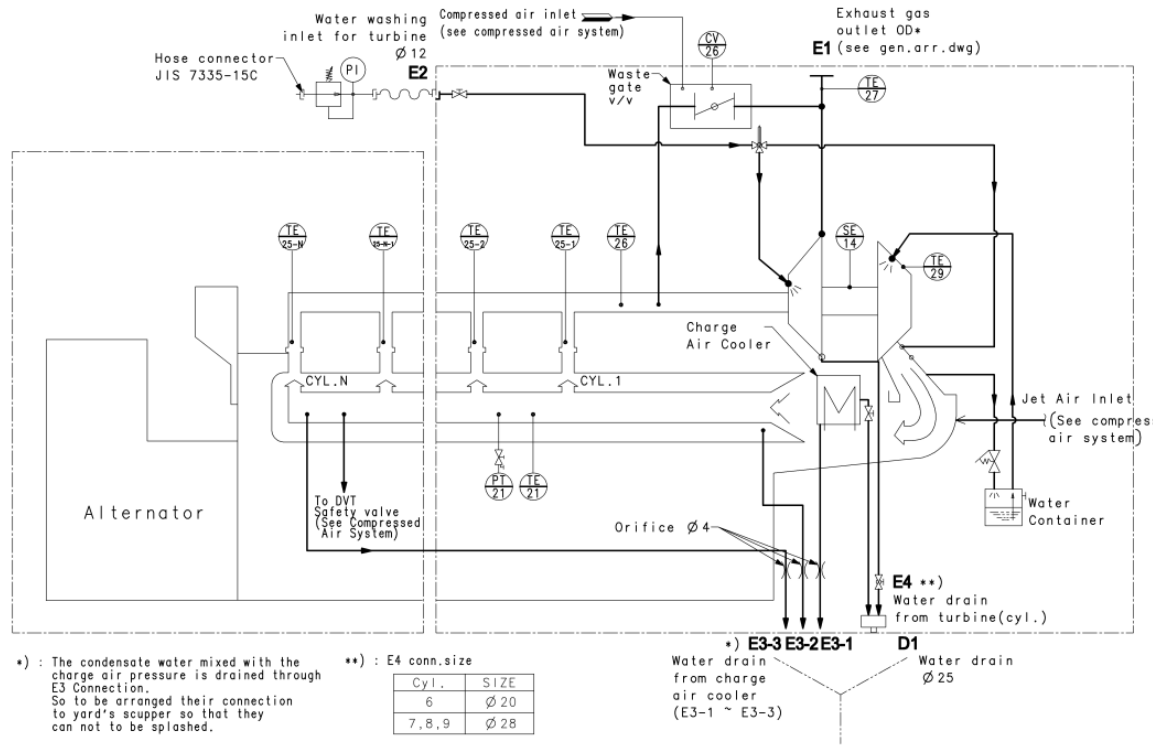 Water washing
inlet for turbine
Ø 12
E2
Compressed air inlet
(see compressed air system)
Exhaust gas
outlet OD*
E1 (see gen.arr.dwg)
Hose connector
JIS 7335-15C
PI
CV
26
Waste
gate
v/v
TE
27
TE
25-N
TE
25-N-1
TE
25-2
TE
25-1
TE
26
SE
14
TE
29
Charge
Air Cooler
CYL.N
CYL.1
Jet Air Inlet
(See compres
air system)
PT
21
TE
21
To DVT
Safety valve
(See Compressed
Air System)
Alternator
Orifice Ø 4
Water
Container
E4 **)
Water drain
from turbine(cyl.)
*) E3-3 E3-2 E3-1
D1
Water drain
from charge
air cooler
(E3-1 ~ E3-3)
Water drain
Ø 25
*) : The condensate water mixed with the
charge air pressure is drained through
E3 Connection.
So to be arranged their connection
to yard's scupper so that they
can not to be splashed.
**) : E4 conn.size
Cyl. SIZE
6 Ø 20
7,8,9 Ø 28